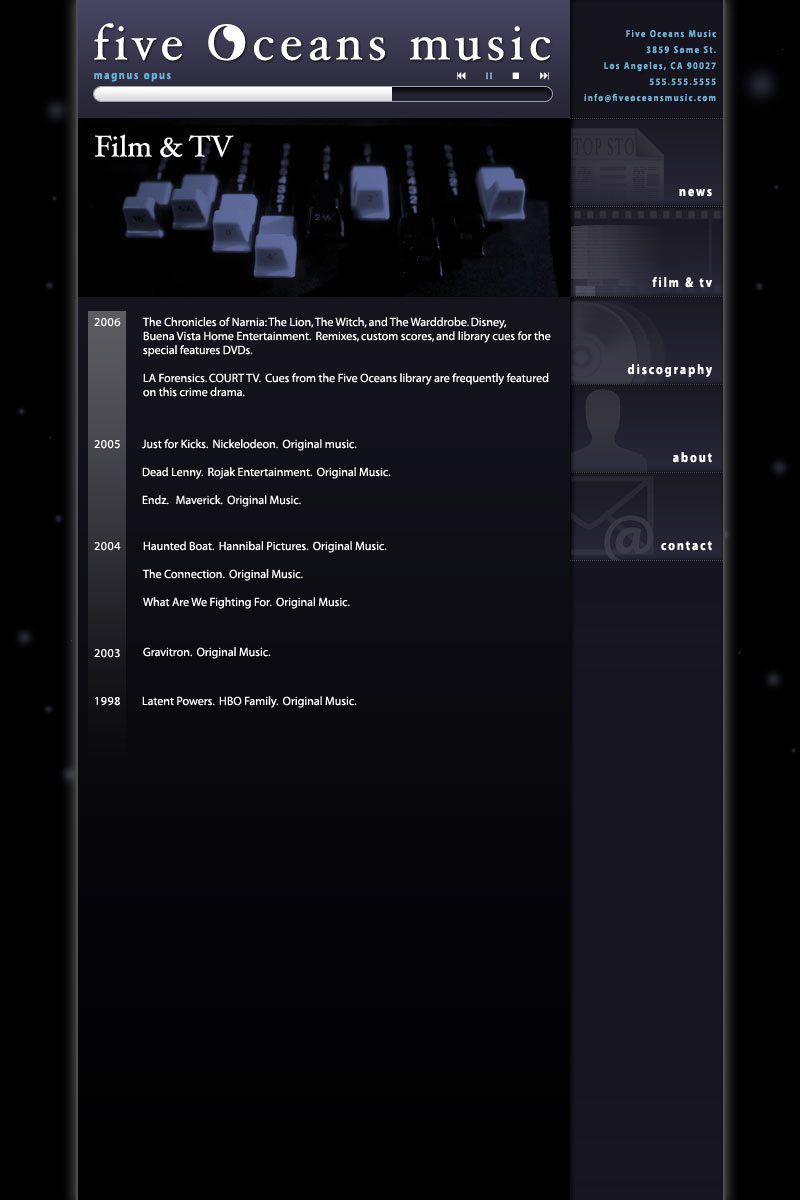 five Oceans music
magnus opus
Five Oceans Music
3859 Some St.
Los Angeles, CA 90027
555.555.5555
info@fiveoceansmusic.com
Film & TV
TOP STO
news
film & tv
discography
about
contact
2006
The Chronicles of Narnia: The Lion, The Witch, and The Warddrobe. Disney,
Buena Vista Home Entertainment. Remixes, custom scores, and library cues for the
special features DVDs.
LA Forensics. COURT TV. Cues from the Five Oceans library are frequently featured
on this crime drama.
2005
Just for Kicks. Nickelodeon. Original music.
Dead Lenny. Rojak Entertainment. Original Music.
Endz. Maverick. Original Music.
2004
Haunted Boat. Hannibal Pictures. Original Music.
The Connection. Original Music.
What Are We Fighting For. Original Music.
2003
Gravitron. Original Music.
1998
Latent Powers. HBO Family. Original Music.